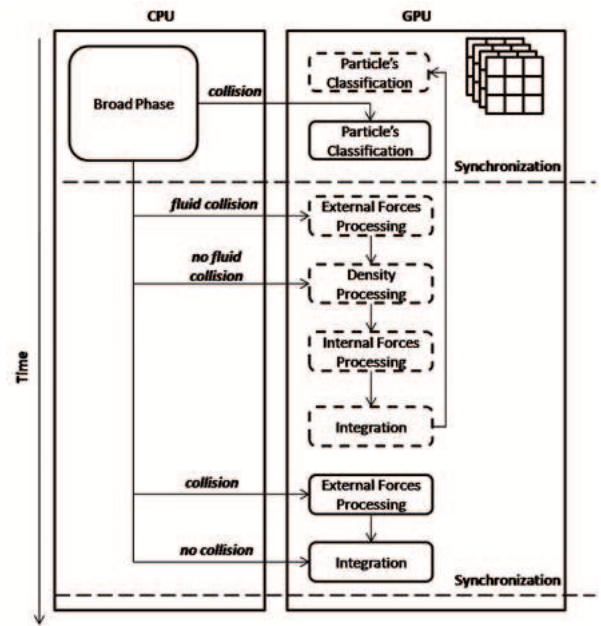 CPU
GPU
Particle's
Classification
Broad Phase
collision
Particle's
Classification
Synchronization
fluid collision
External Forces
Processing
no fluid
collision
Density
Processing
Internal Forces
Processing
Time
Integration
collision
External Forces
Processing
no collision
Integration
Synchronization